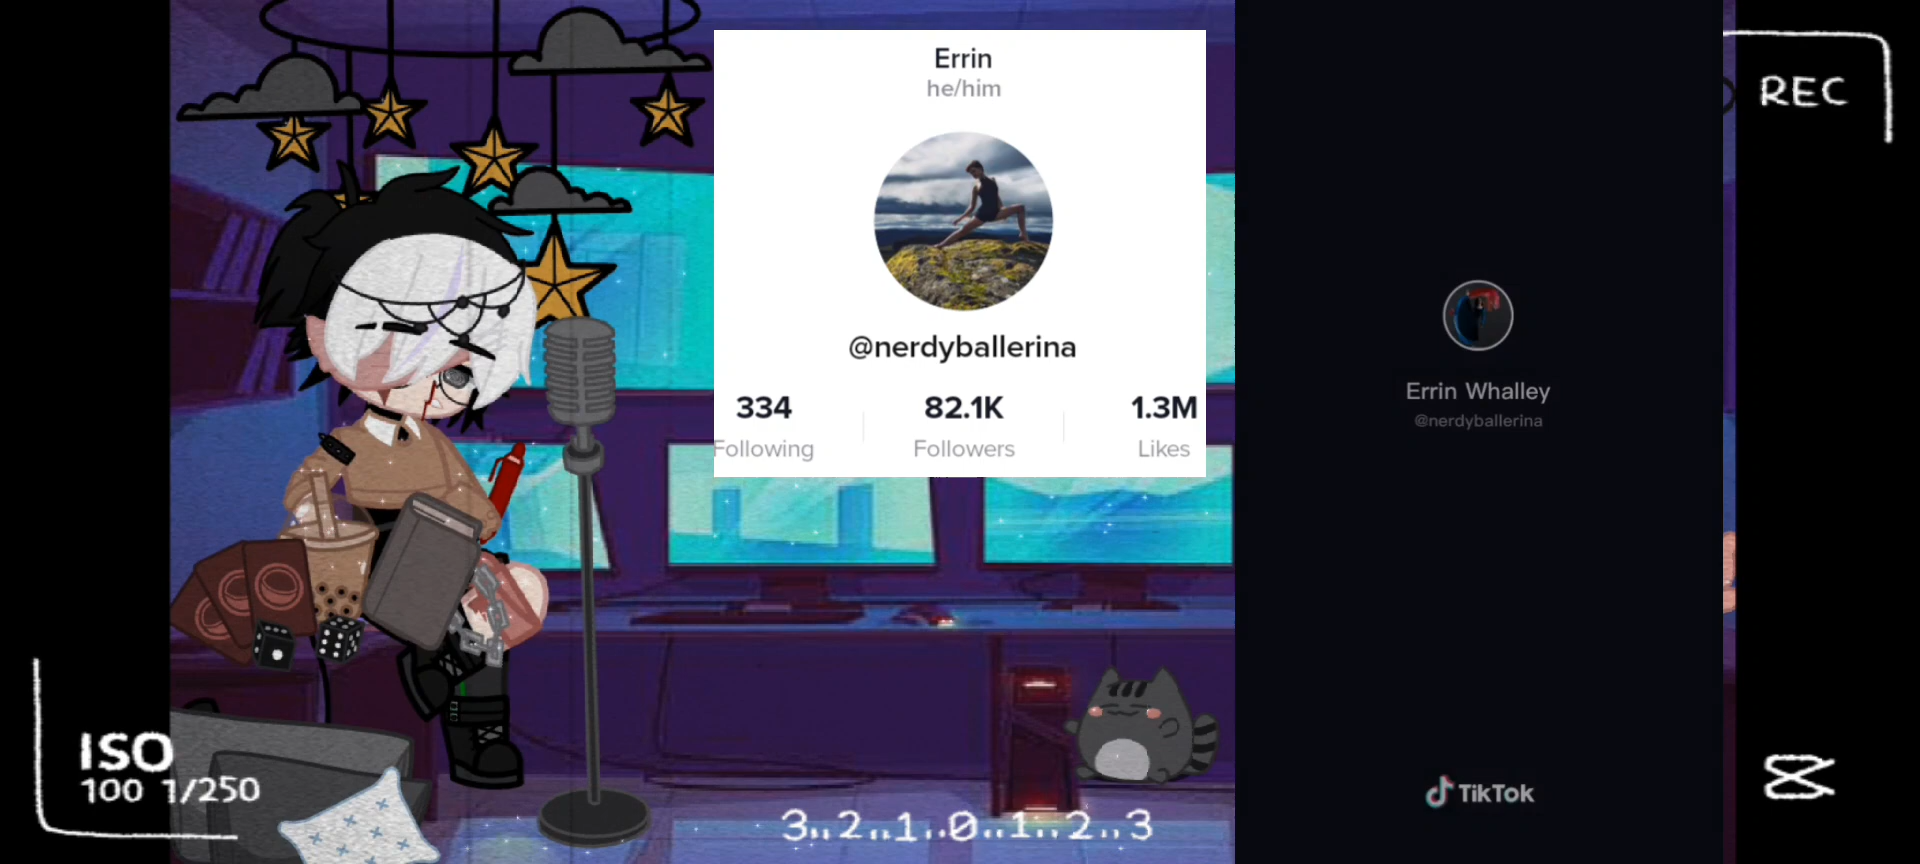 Errin
he/him
@nerdyballerina
334 82.1K 1.3M
Following Followers Likes
Errin Whalley
@nerdyballerina
TikTok
REC
ISO
100 1/250
3..2..1..0..1..2..3